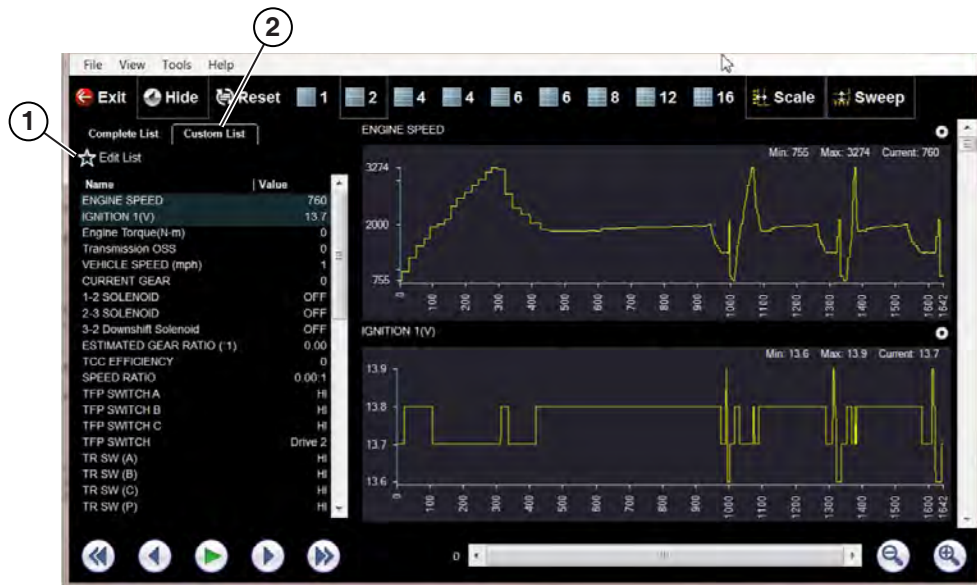 2
1
File View Tools Help
Exit Hide Reset 1 2 4 4 6 6 8 12 16 Scale Sweep
Complete List Custom List
Edit List
Name Value
ENGINE SPEED 760
IGNITION 1(V) 13.7
Engine Torque(N-m) 0
Transmission OSS 0
VEHICLE SPEED (mph) 1
CURRENT GEAR 0
1-2 SOLENOID OFF
2-3 SOLENOID OFF
3-2 Downshift Solenoid OFF
ESTIMATED GEAR RATIO (:1) 0.00
TCC EFFICIENCY 0
SPEED RATIO 0.00:1
TFP SWITCH A HI
TFP SWITCH B HI
TFP SWITCH C HI
TFP SWITCH Drive 2
TR SW (A) HI
TR SW (B) HI
TR SW (C) HI
TR SW (P) HI
ENGINE SPEED
Min: 755 Max: 3274 Current: 760
3274
2000
755
0 100 200 300 400 500 600 700 800 900 1000 1100 1200 1300 1400 1500 1600 1642
IGNITION 1(V)
Min: 13.6 Max: 13.9 Current: 13.7
13.9
13.8
13.7
13.6
0 100 200 300 400 500 600 700 800 900 1000 1100 1200 1300 1400 1500 1600 1642
0